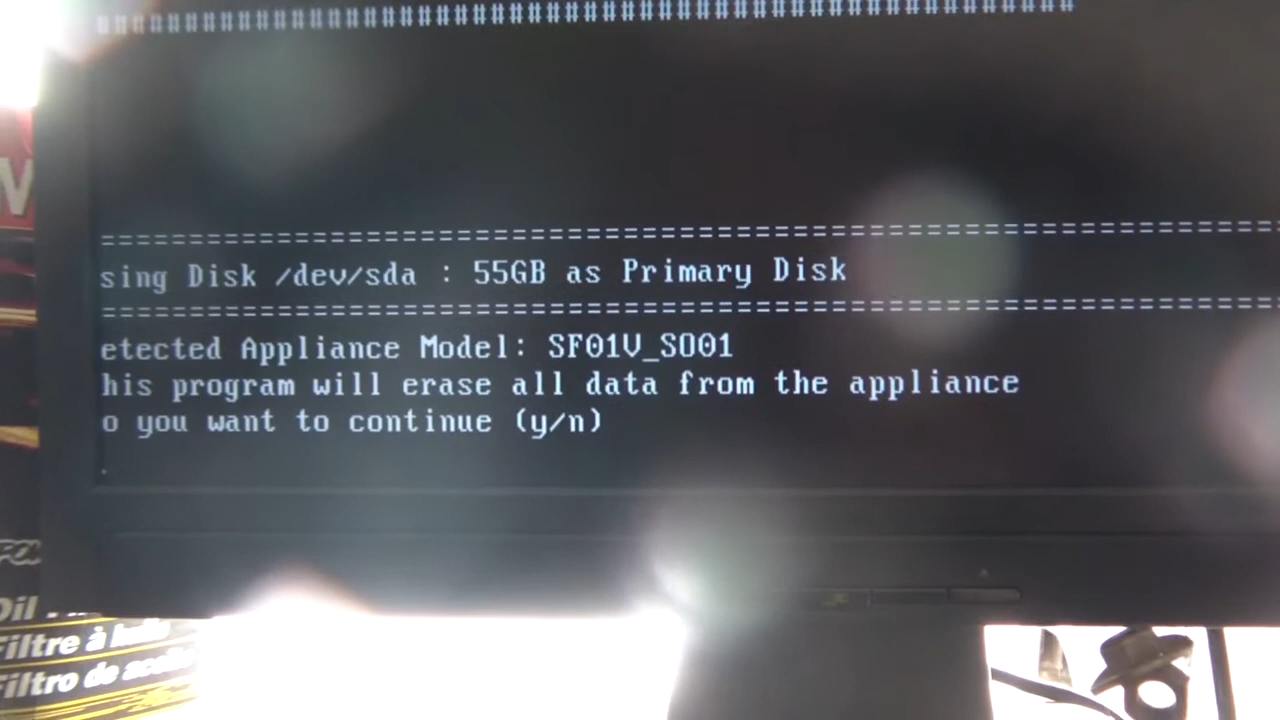 ##########################################################
================================================================
sing Disk /dev/sda : 55GB as Primary Disk
================================================================
etected Appliance Model: SF01V_SO01
his program will erase all data from the appliance
o you want to continue (y/n)
Filtre à
Filtro de